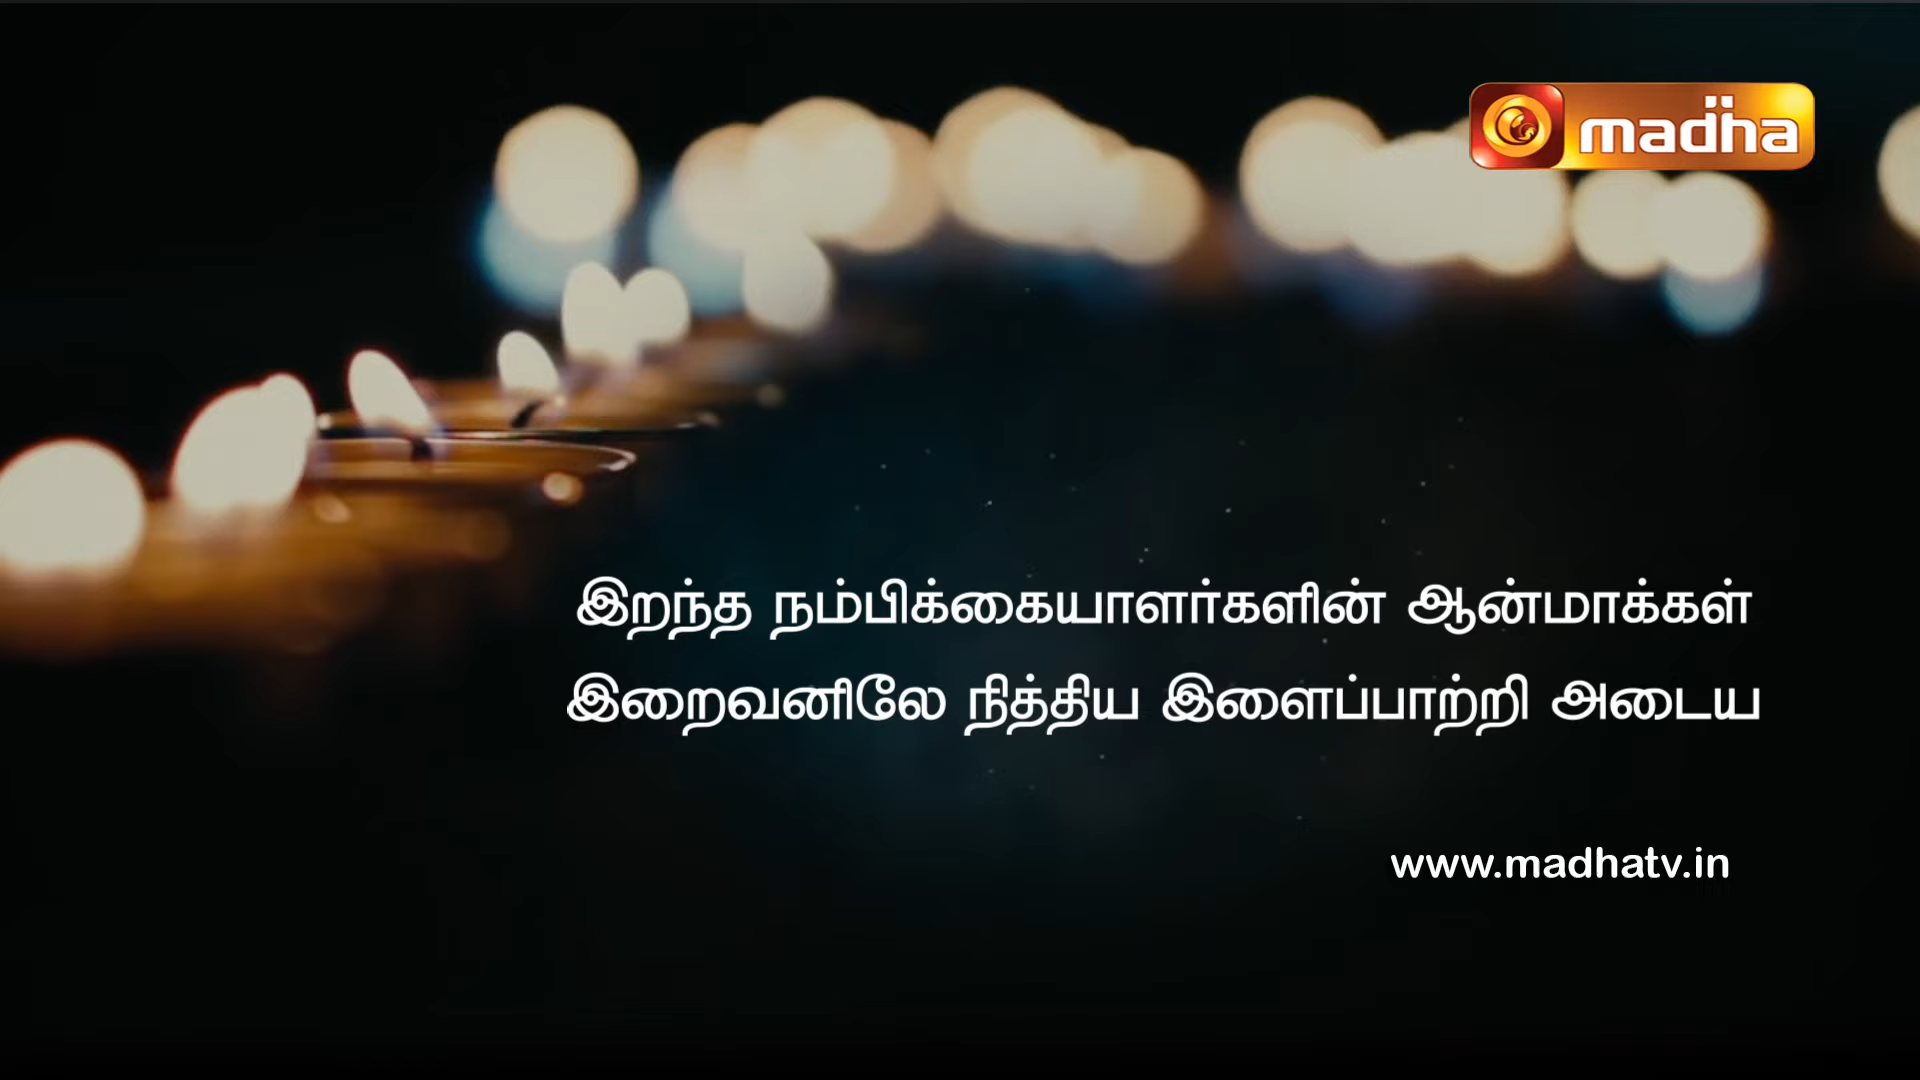 madha
இறந்த நம்பிக்கையாளர்களின் ஆன்மாக்கள்
இறைவனிலே நித்திய இளைப்பாற்றி அடைய
www.madhatv.in